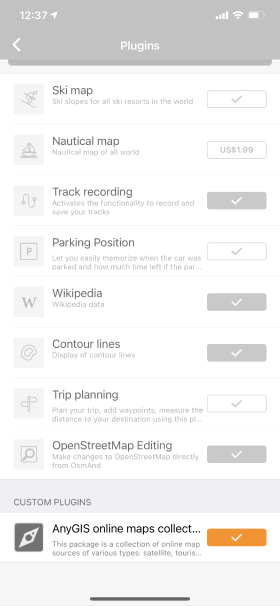 12:37
Plugins
Ski map
Ski slopes for all ski resorts in the world
Nautical map
Nautical map of all world
US$1.99
Track recording
Activates the functionality to record and
save your tracks
Parking Position
P
Let you easily memorize when the car was
parked and how much time left if the par...
W
Wikipedia
Wikipedia data
Contour lines
Display of contour lines
Trip planning
Plan your trip, add waypoints, measure the
distance to your destination using this pl...
OpenStreetMap Editing
Make changes to OpenStreetMap directly
from OsmAnd
CUSTOM PLUGINS
AnyGIS online maps collect...
This package is a collection of online map
sources of various types: satellite, touris...